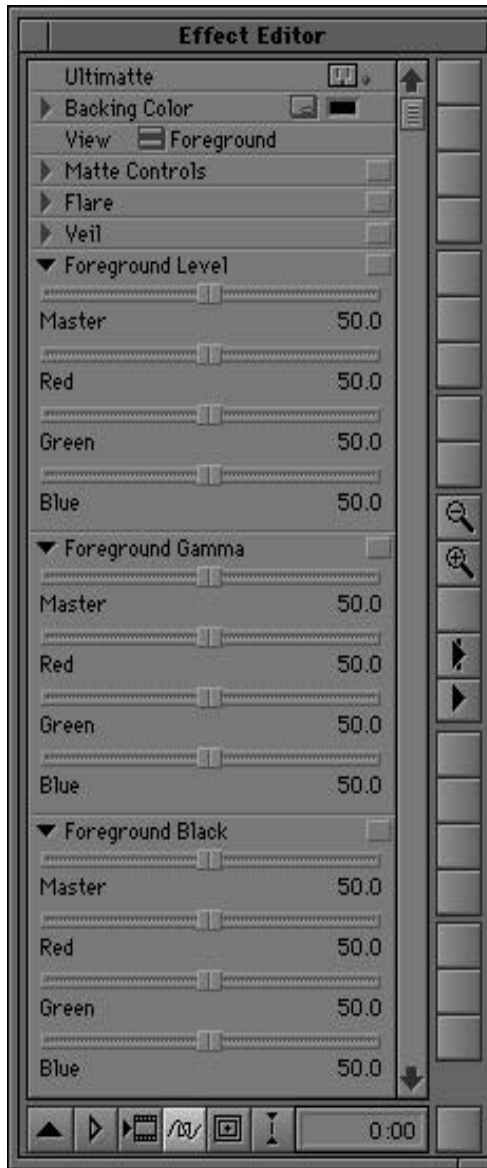 Effect Editor
Ultimatte
Backing Color
View Foreground
Matte Controls
Flare
Veil
Foreground Level
Master 50.0
Red 50.0
Green 50.0
Blue 50.0
Foreground Gamma
Master 50.0
Red 50.0
Green 50.0
Blue 50.0
Foreground Black
Master 50.0
Red 50.0
Green 50.0
Blue 50.0
0:00